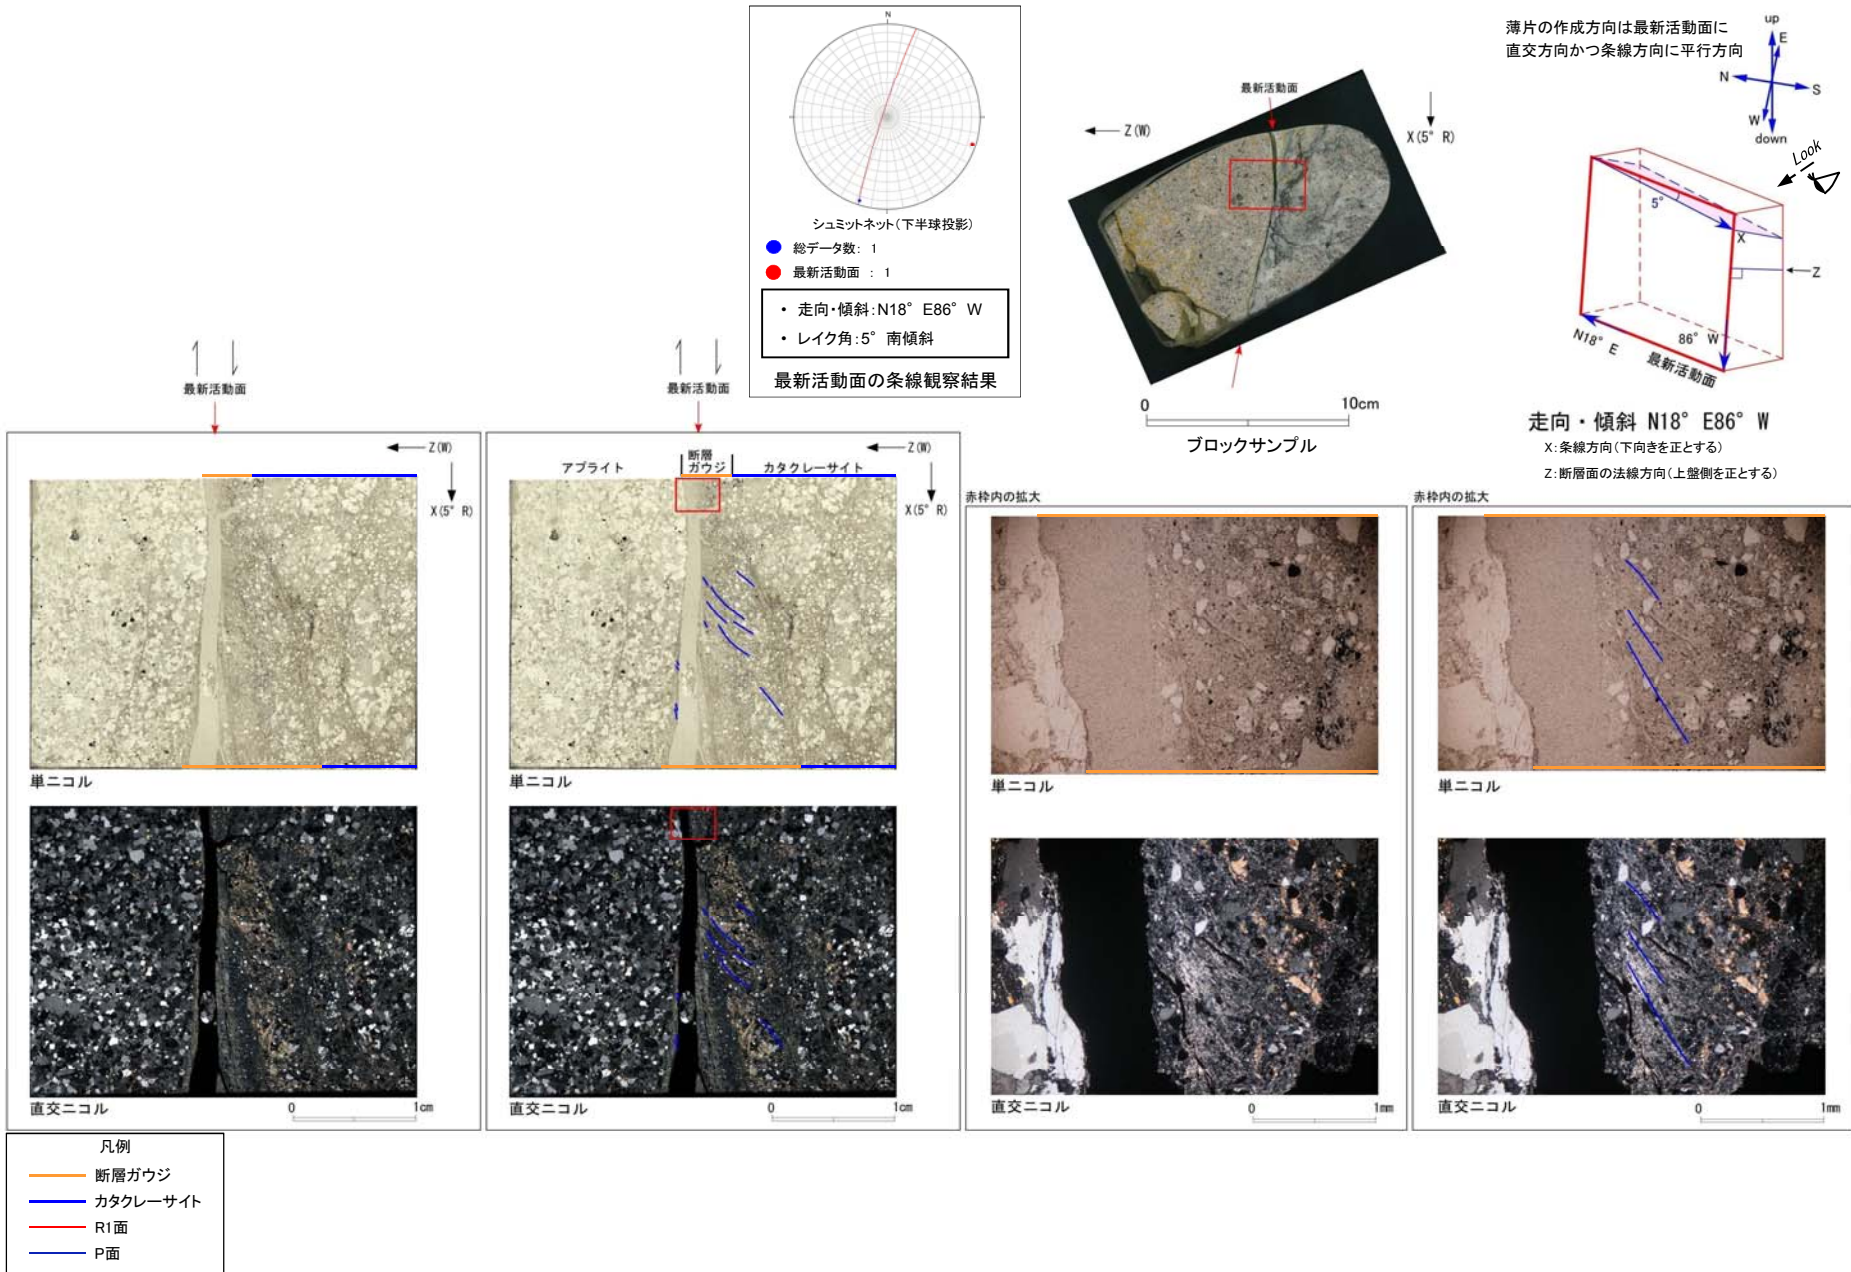 N
シュミットネット(下半球投影)
総データ数: 1
最新活動面 : 1
・ 走向・傾斜:N18° E86° W
・ レイク角:5° 南傾斜
最新活動面の条線観察結果
最新活動面
Z(W)
X(5° R)
0
10cm
ブロックサンプル
薄片の作成方向は最新活動面に
直交方向かつ条線方向に平行方向
up
E
N
S
W
down
Look
5°
X
Z
86° W
N18° E
最新活動面
走向・傾斜 N18° E86° W
X:条線方向(下向きを正とする)
Z:断層面の法線方向(上盤側を正とする)
最新活動面
Z(W)
X(5° R)
単ニコル
直交ニコル
0
1cm
最新活動面
Z(W)
アプライト
断層
ガウジ
カタクレーサイト
X(5° R)
単ニコル
直交ニコル
0
1cm
赤枠内の拡大
単ニコル
直交ニコル
0
1mm
赤枠内の拡大
単ニコル
直交ニコル
0
1mm
凡例
断層ガウジ
カタクレーサイト
R1面
P面